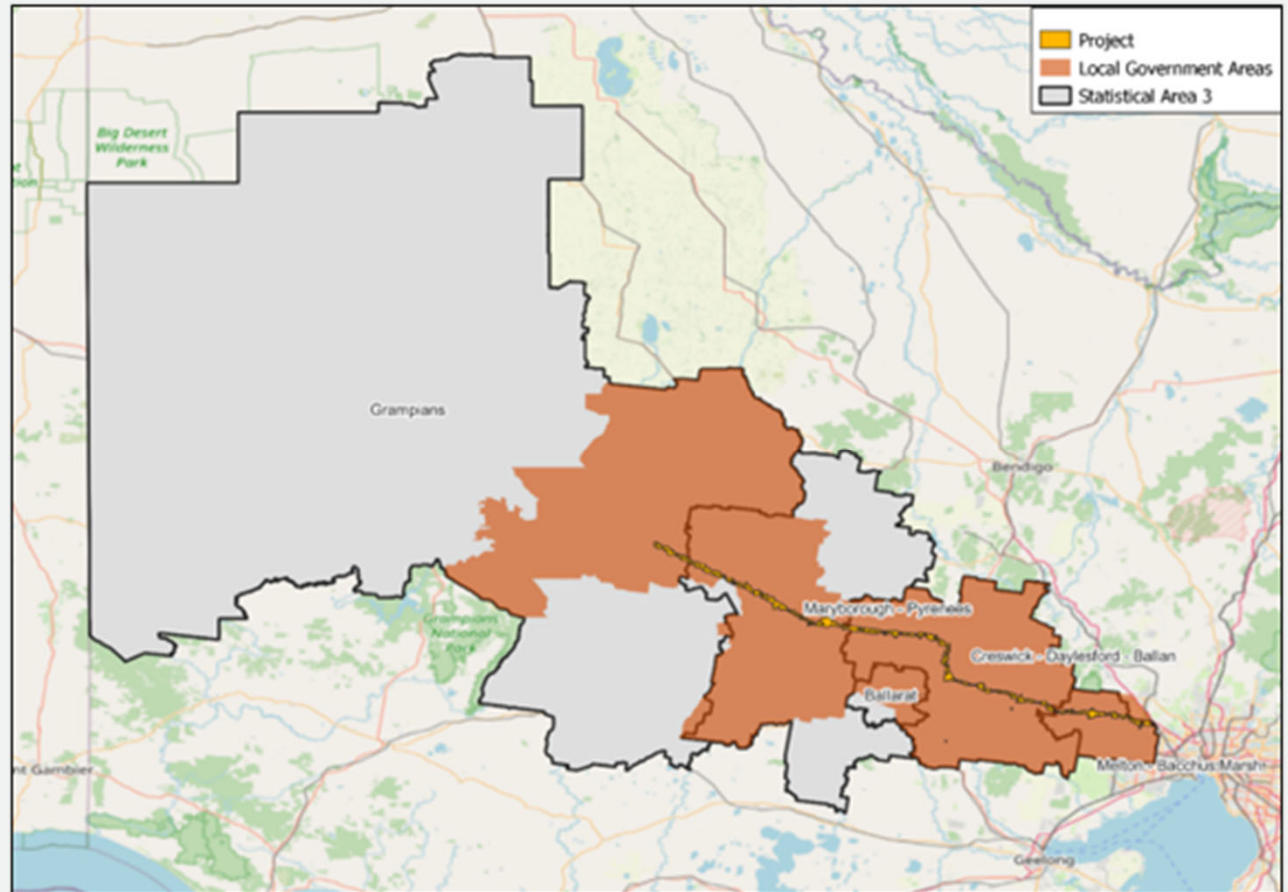 Project
Local Government Areas
Statistical Area 3
Big Desert
Wilderness
Park
Grampians
Bendigo
Grampians
National
Park
Maryborough - Pyrenees
Creswick - Daylesford - Ballan
Ballarat
nt Gambier
Melton - Bacchus Marsh
Geelong